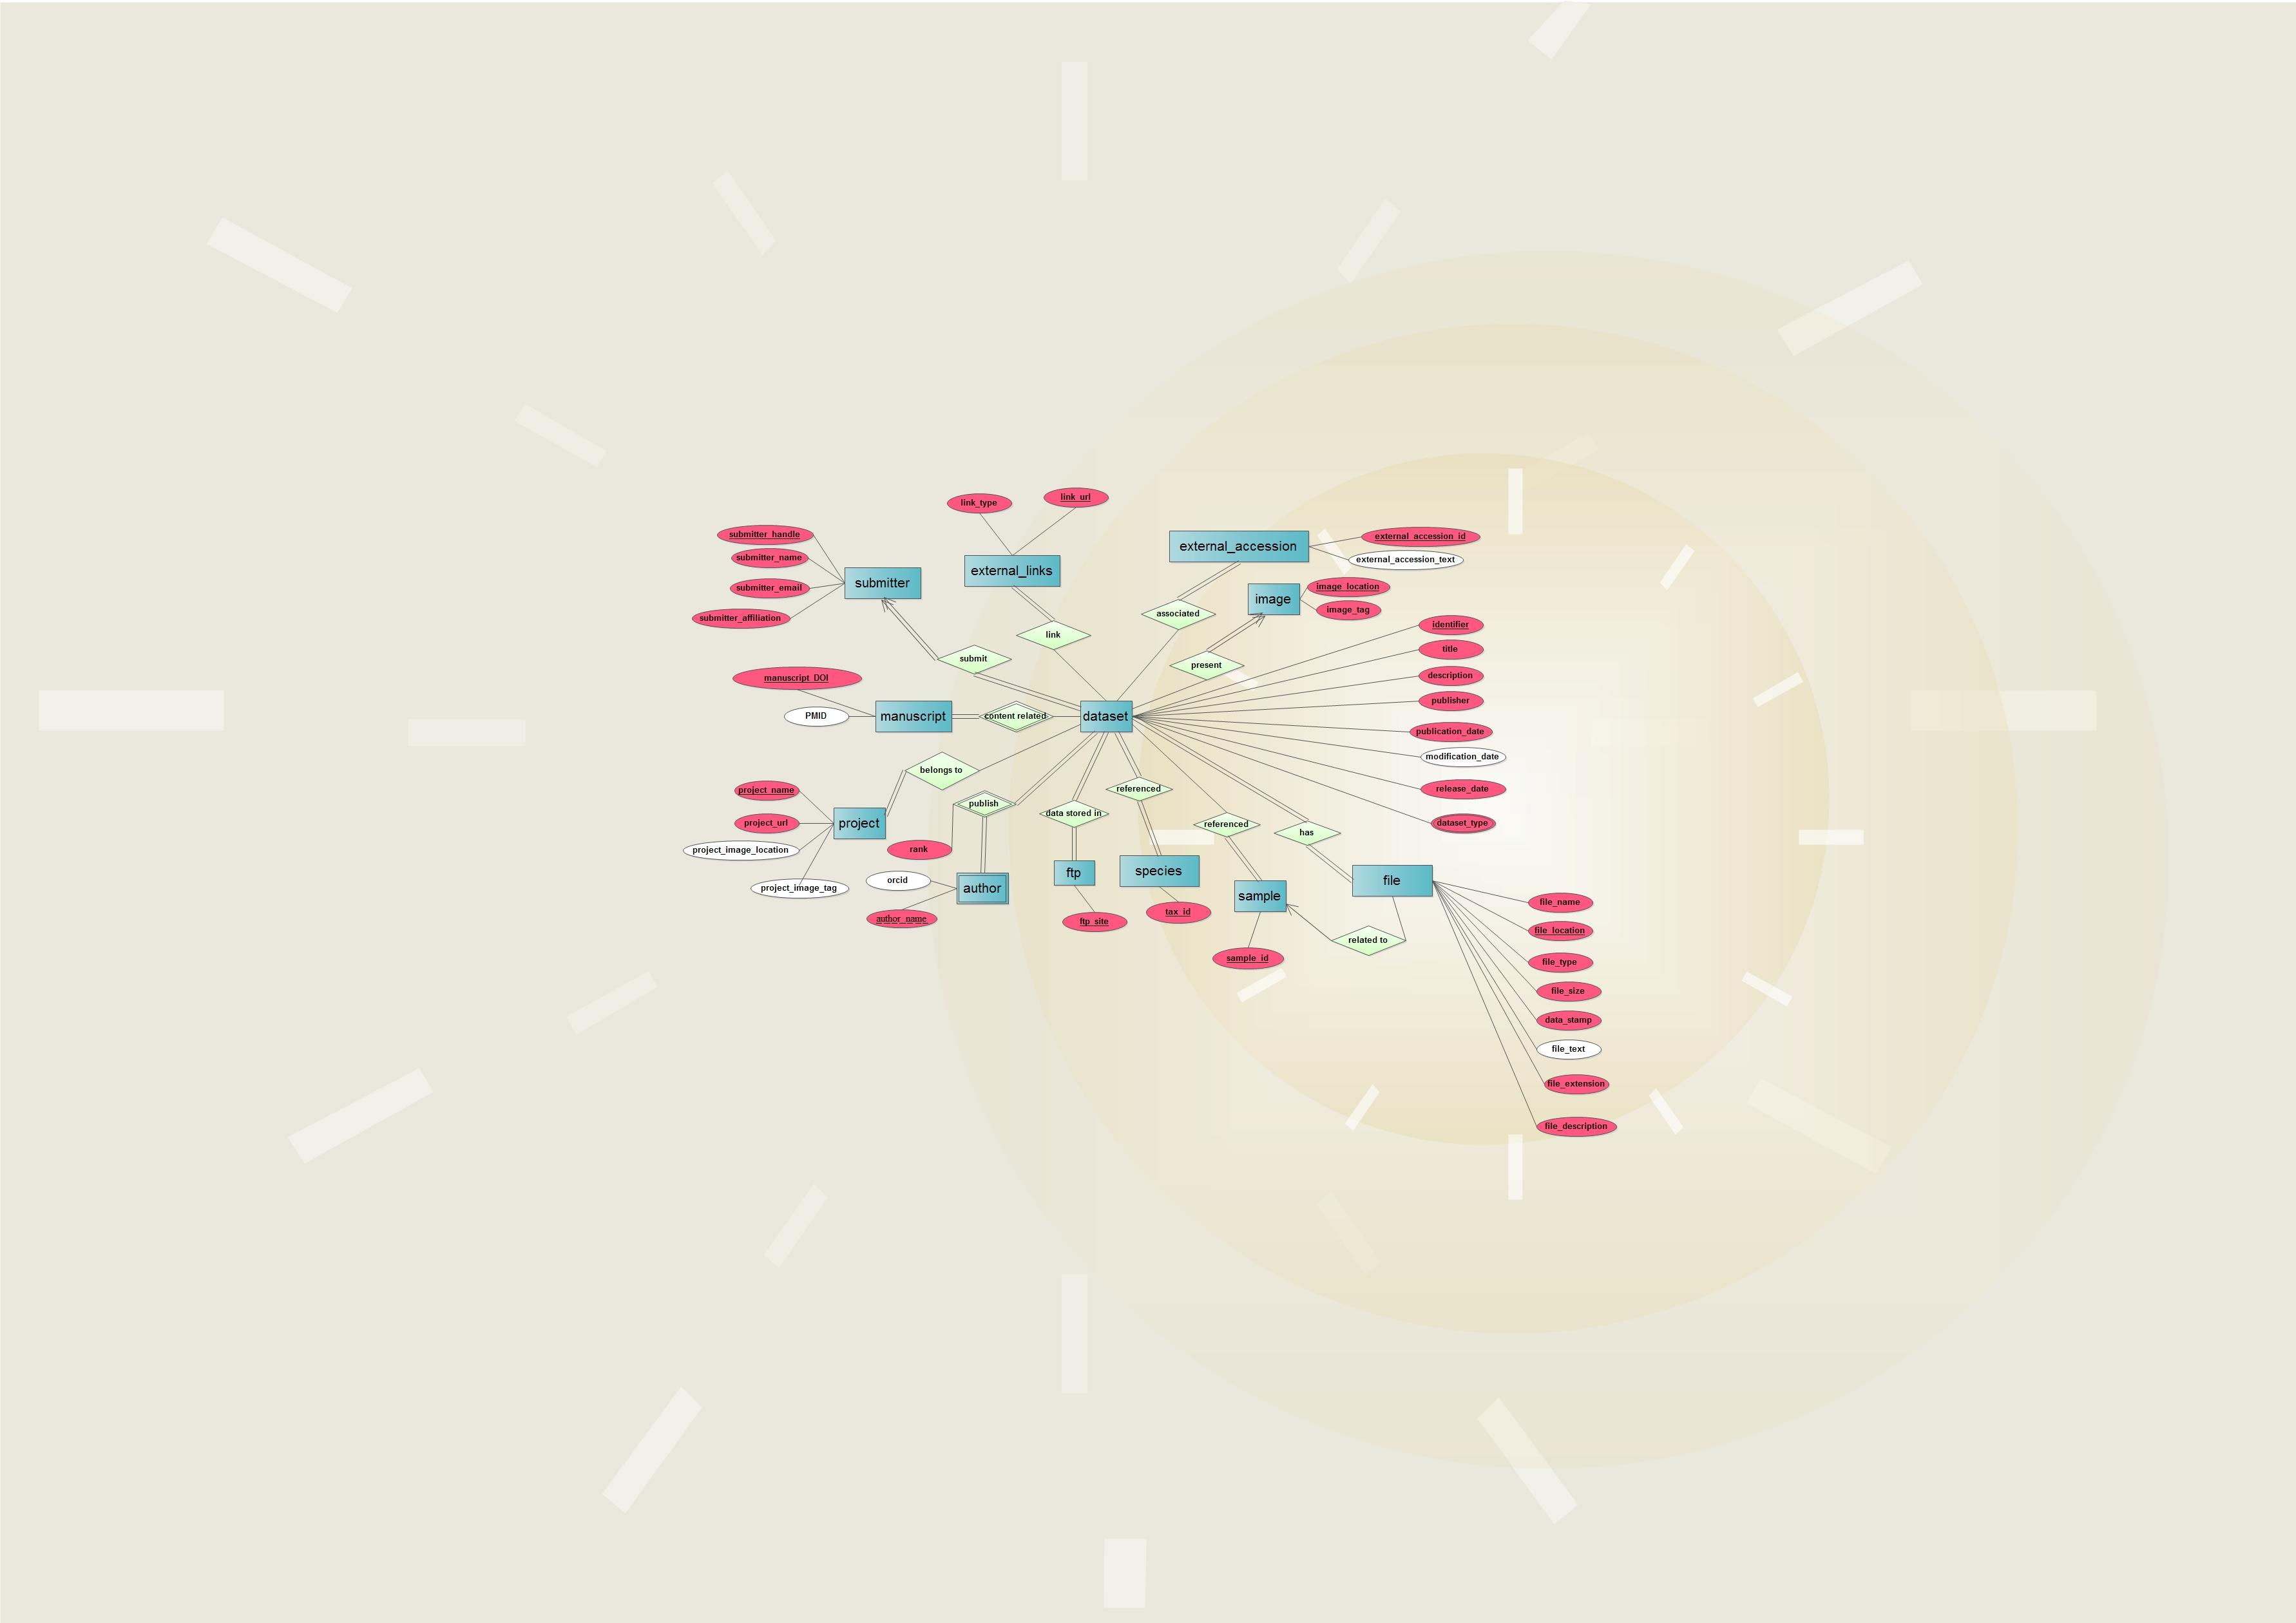 link_type
link_url
submitter_handle
submitter_name
submitter_email
submitter_affiliation
submitter
external_links
external_accession
external_accession_id
external_accession_text
image
image_location
image_tag
associated
link
submit
present
identifier
title
description
publisher
publication_date
modification_date
release_date
dataset_type
manuscript_DOI
PMID
manuscript
content related
dataset
belongs to
project_name
project_url
project_image_location
project_image_tag
project
publish
rank
orcid
author_name
author
data stored in
ftp
ftp_site
referenced
species
tax_id
referenced
sample
sample_id
has
file
related to
file_name
file_location
file_type
file_size
data_stamp
file_text
file_extension
file_description